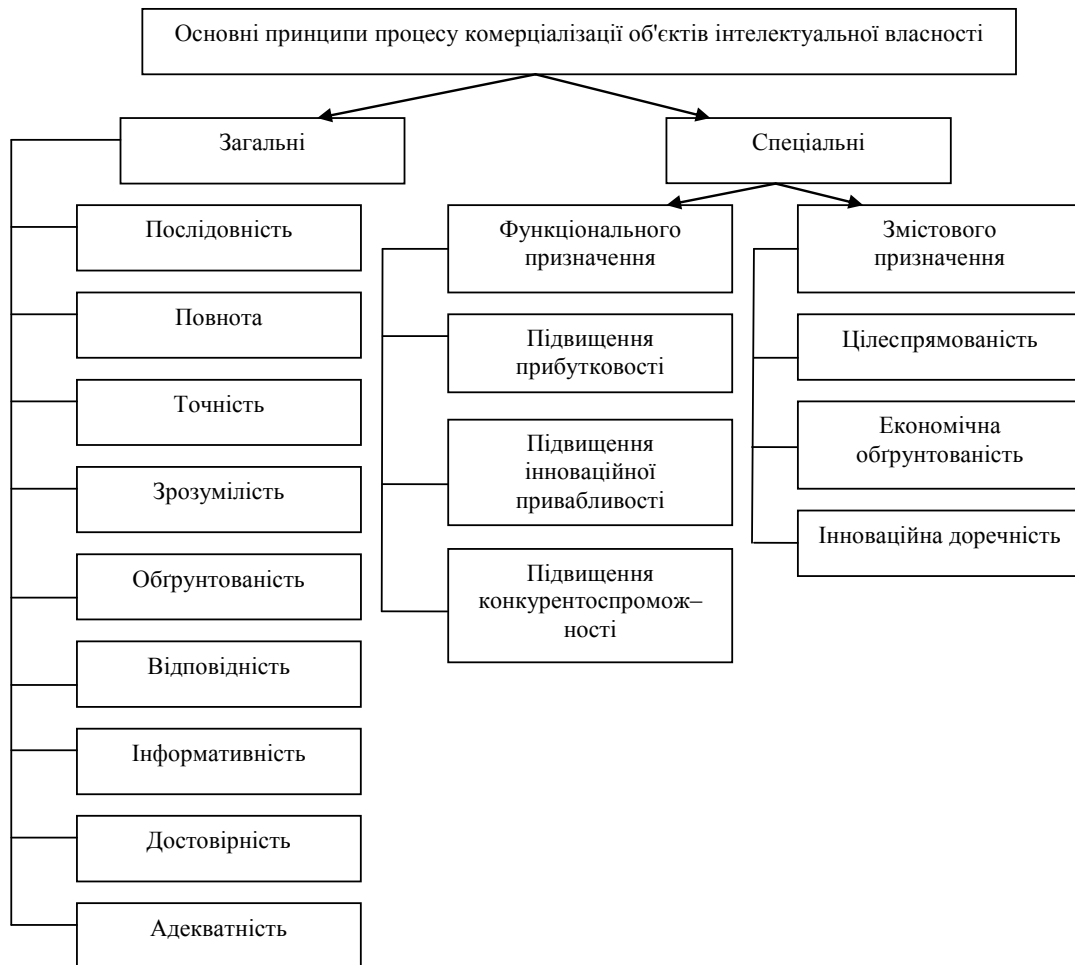 Основні принципи процесу комерціалізації об'єктів інтелектуальної власності
Загальні
Спеціальні
Послідовність
Повнота
Точність
Зрозумілість
Обґрунтованість
Відповідність
Інформативність
Достовірність
Адекватність
Функціонального
призначення
Підвищення
прибутковості
Підвищення
інноваційної
привабливості
Підвищення
конкурентоспромож–
ності
Змістового
призначення
Цілеспрямованість
Економічна
обґрунтованість
Інноваційна доречність